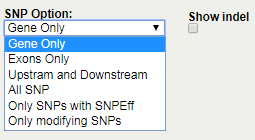 SNP Option:
Show indel
Gene Only
Gene Only
Exons Only
Upstram and Downstream
All SNP
Only SNPs with SNPEff
Only modifying SNPs